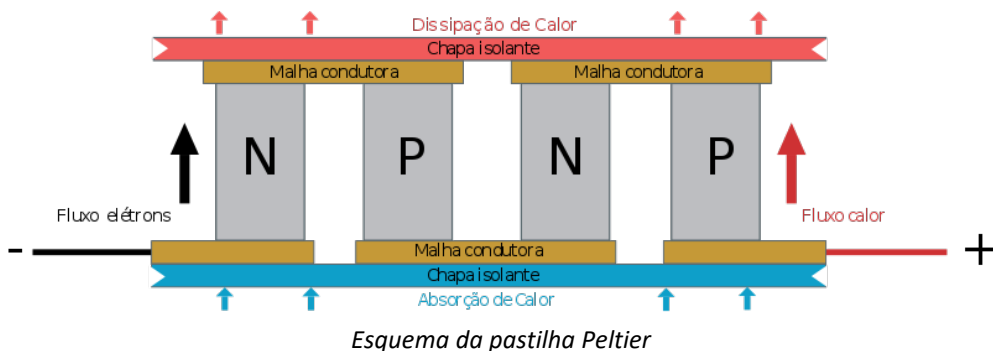 Dissipação de Calor
Chapa isolante
Malha condutora Malha condutora
N P N P
Fluxo elétrons Fluxo calor
- +
Malha condutora
Chapa isolante
Absorção de Calor
Esquema da pastilha Peltier